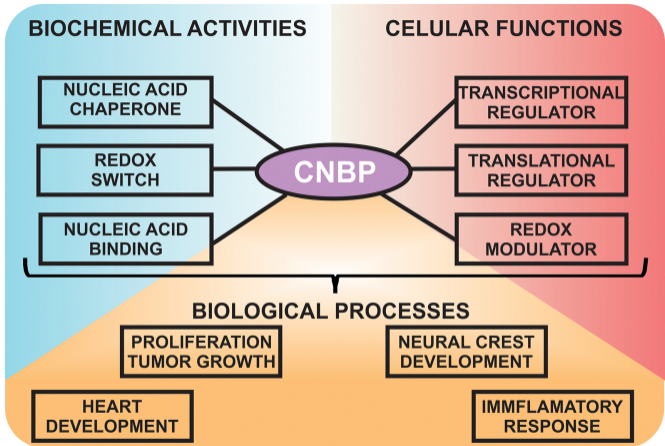 BIOCHEMICAL ACTIVITIES
CELULAR FUNCTIONS
NUCLEIC ACID
CHAPERONE
REDOX
SWITCH
NUCLEIC ACID
BINDING
CNBP
TRANSCRIPTIONAL
REGULATOR
TRANSLATIONAL
REGULATOR
REDOX
MODULATOR
BIOLOGICAL PROCESSES
PROLIFERATION
TUMOR GROWTH
NEURAL CREST
DEVELOPMENT
HEART
DEVELOPMENT
IMMFLAMATORY
RESPONSE